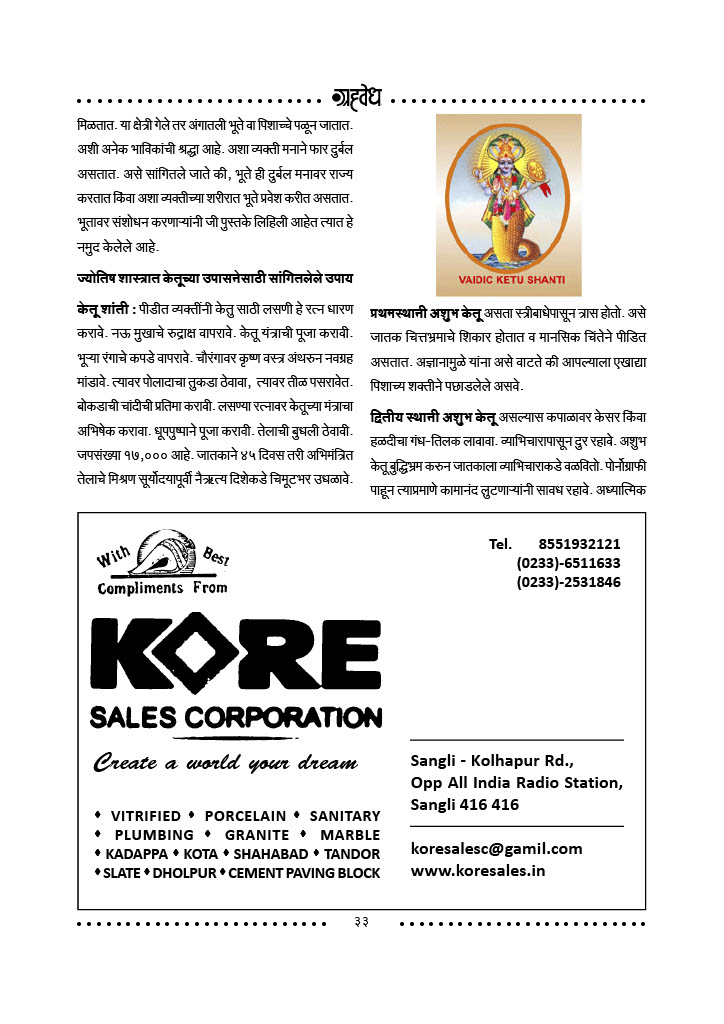 ग्रहवेध
मिळतात. या क्षेत्री गेले तर अंगातली भूते वा पिशाच्चे पळून जातात.
अशी अनेक भाविकांची श्रद्धा आहे. अशा व्यक्ती मनाने फार दुर्बल
असतात. असे सांगितले जाते की, भूते ही दुर्बल मनावर राज्य
करतात किंवा अशा व्यक्तीच्या शरीरात भूते प्रवेश करीत असतात.
भूतावर संशोधन करणाऱ्यांनी जी पुस्तके लिहिली आहेत त्यात हे
नमुद केलेले आहे.
ज्योतिष शास्त्रात केतूच्या उपासनेसाठी सांगितलेले उपाय
केतू शांती : पीडीत व्यक्तींनी केतु साठी लसणी हे रत्न धारण
करावे. नऊ मुखाचे रुद्राक्ष वापरावे. केतू यंत्राची पूजा करावी.
भूऱ्या रंगाचे कपडे वापरावे. चौरंगावर कृष्ण वस्त्र अंथरुन नवग्रह
मांडावे. त्यावर पोलादाचा तुकडा ठेवावा, त्यावर तीळ पसरावेत.
बोकडाची चांदीची प्रतिमा करावी. लसण्या रत्नावर केतूच्या मंत्राचा
अभिषेक करावा. धूपपुष्पाने पूजा करावी. तेलाची बुधली ठेवावी.
जपसंख्या १७,००० आहे. जातकाने ४५ दिवस तरी अभिमंत्रित
तेलाचे मिश्रण सूर्योदयापूर्वी नैऋत्य दिशेकडे चिमूटभर उधळावे.
VAIDIC KETU SHANTI
प्रथमस्थानी अशुभ केतू असता स्त्रीबाधेपासून त्रास होतो. असे
जातक चित्तभ्रमाचे शिकार होतात व मानसिक चिंतेने पीडित
असतात. अज्ञानामुळे यांना असे वाटते की आपल्याला एखाद्या
पिशाच्य शक्तीने पछाडलेले असवे.
द्वितीय स्थानी अशुभ केतू असल्यास कपाळावर केसर किंवा
हळदीचा गंध-तिलक लावावा. व्याभिचारापासून दुर रहावे. अशुभ
केतू बुद्धिभ्रम करुन जातकाला व्याभिचाराकडे वळवितो. पोर्नोग्राफी
पाहून त्याप्रमाणे कामानंद लुटणाऱ्यांनी सावध रहावे. अध्यात्मिक
With Best
Compliments From
KORE
SALES CORPORATION
Create a world your dream
♦ VITRIFIED ♦ PORCELAIN ♦ SANITARY
♦ PLUMBING ♦ GRANITE ♦ MARBLE
♦ KADAPPA ♦ KOTA ♦ SHAHABAD ♦ TANDOR
♦ SLATE ♦ DHOLPUR ♦ CEMENT PAVING BLOCK
Tel. 8551932121
(0233)-6511633
(0233)-2531846
Sangli - Kolhapur Rd.,
Opp All India Radio Station,
Sangli 416 416
koresalesc@gamil.com
www.koresales.in
३३